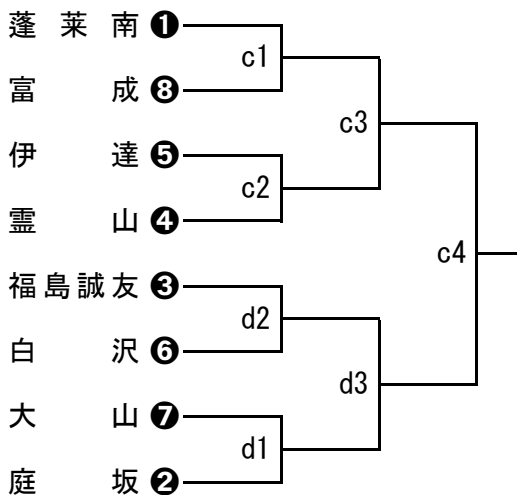 蓬莱南 ❶
c1
富成 ❽
c3
伊達 ❺
c2
霊山 ❹
c4
福島誠友 ❸
d2
白沢 ❻
d3
大山 ❼
d1
庭坂 ❷